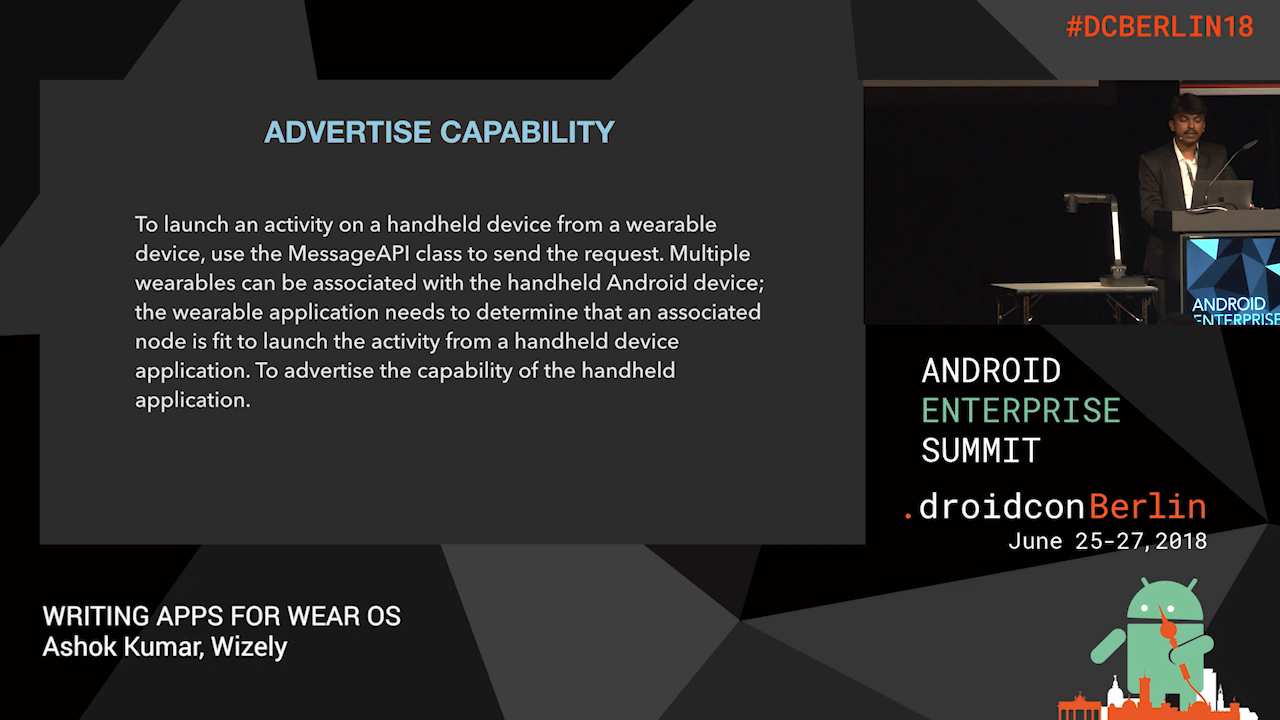 #DCBERLIN18
ADVERTISE CAPABILITY
To launch an activity on a handheld device from a wearable
device, use the MessageAPI class to send the request. Multiple
wearables can be associated with the handheld Android device;
the wearable application needs to determine that an associated
node is fit to launch the activity from a handheld device
application. To advertise the capability of the handheld
application.
ANDROID
ENTERPRISE
ANDROID
ENTERPRISE
SUMMIT
.droidconBerlin
June 25-27, 2018
WRITING APPS FOR WEAR OS
Ashok Kumar, Wizely